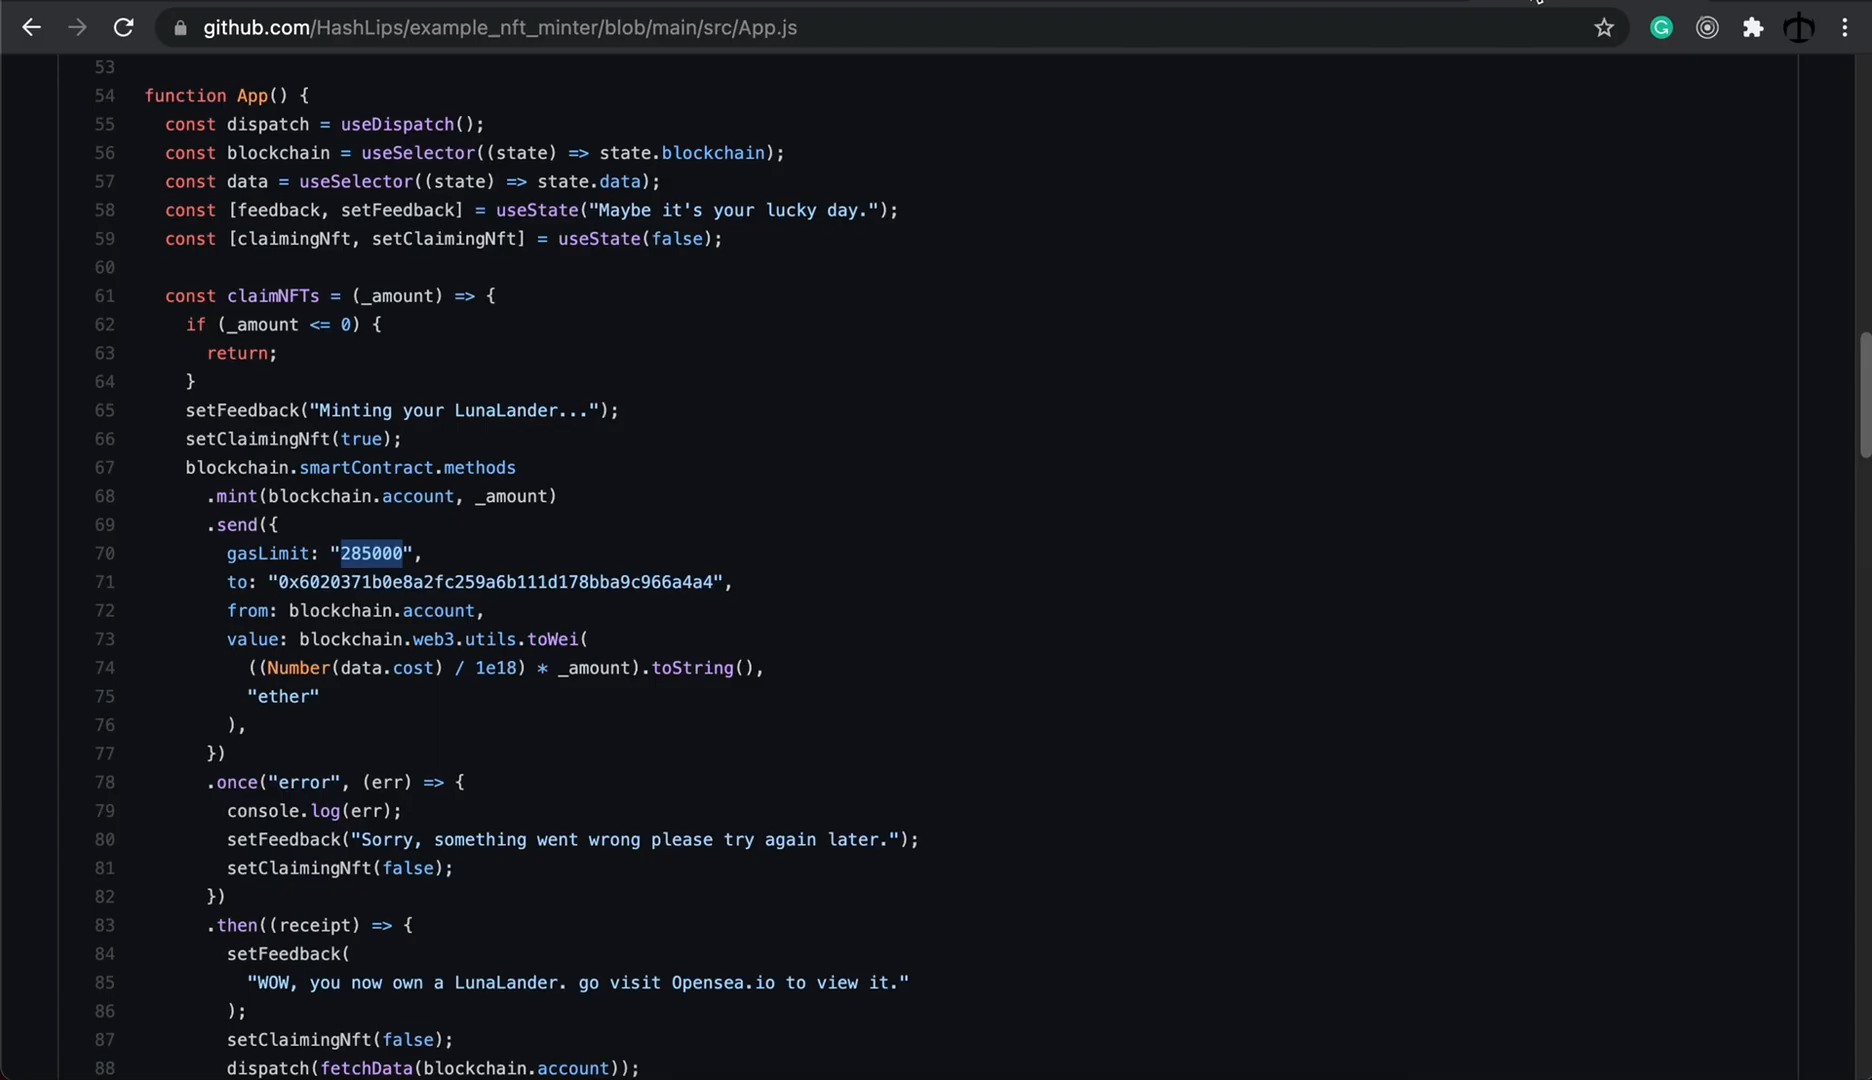 github.com/HashLips/example_nft_minter/blob/main/src/App.js
53
54 function App() {
55 const dispatch = useDispatch();
56 const blockchain = useSelector((state) => state.blockchain);
57 const data = useSelector((state) => state.data);
58 const [feedback, setFeedback] = useState("Maybe it's your lucky day.");
59 const [claimingNft, setClaimingNft] = useState(false);
60
61 const claimNFTs = (_amount) => {
62 if (_amount <= 0) {
63 return;
64 }
65 setFeedback("Minting your LunaLander...");
66 setClaimingNft(true);
67 blockchain.smartContract.methods
68 .mint(blockchain.account, _amount)
69 .send({
70 gasLimit: "285000",
71 to: "0x6020371b0e8a2fc259a6b111d178bba9c966a4a4",
72 from: blockchain.account,
73 value: blockchain.web3.utils.toWei(
74 ((Number(data.cost) / 1e18) * _amount).toString(),
75 "ether"
76 ),
77 })
78 .once("error", (err) => {
79 console.log(err);
80 setFeedback("Sorry, something went wrong please try again later.");
81 setClaimingNft(false);
82 })
83 .then((receipt) => {
84 setFeedback(
85 "WOW, you now own a LunaLander. go visit Opensea.io to view it."
86 );
87 setClaimingNft(false);
88 dispatch(fetchData(blockchain.account));